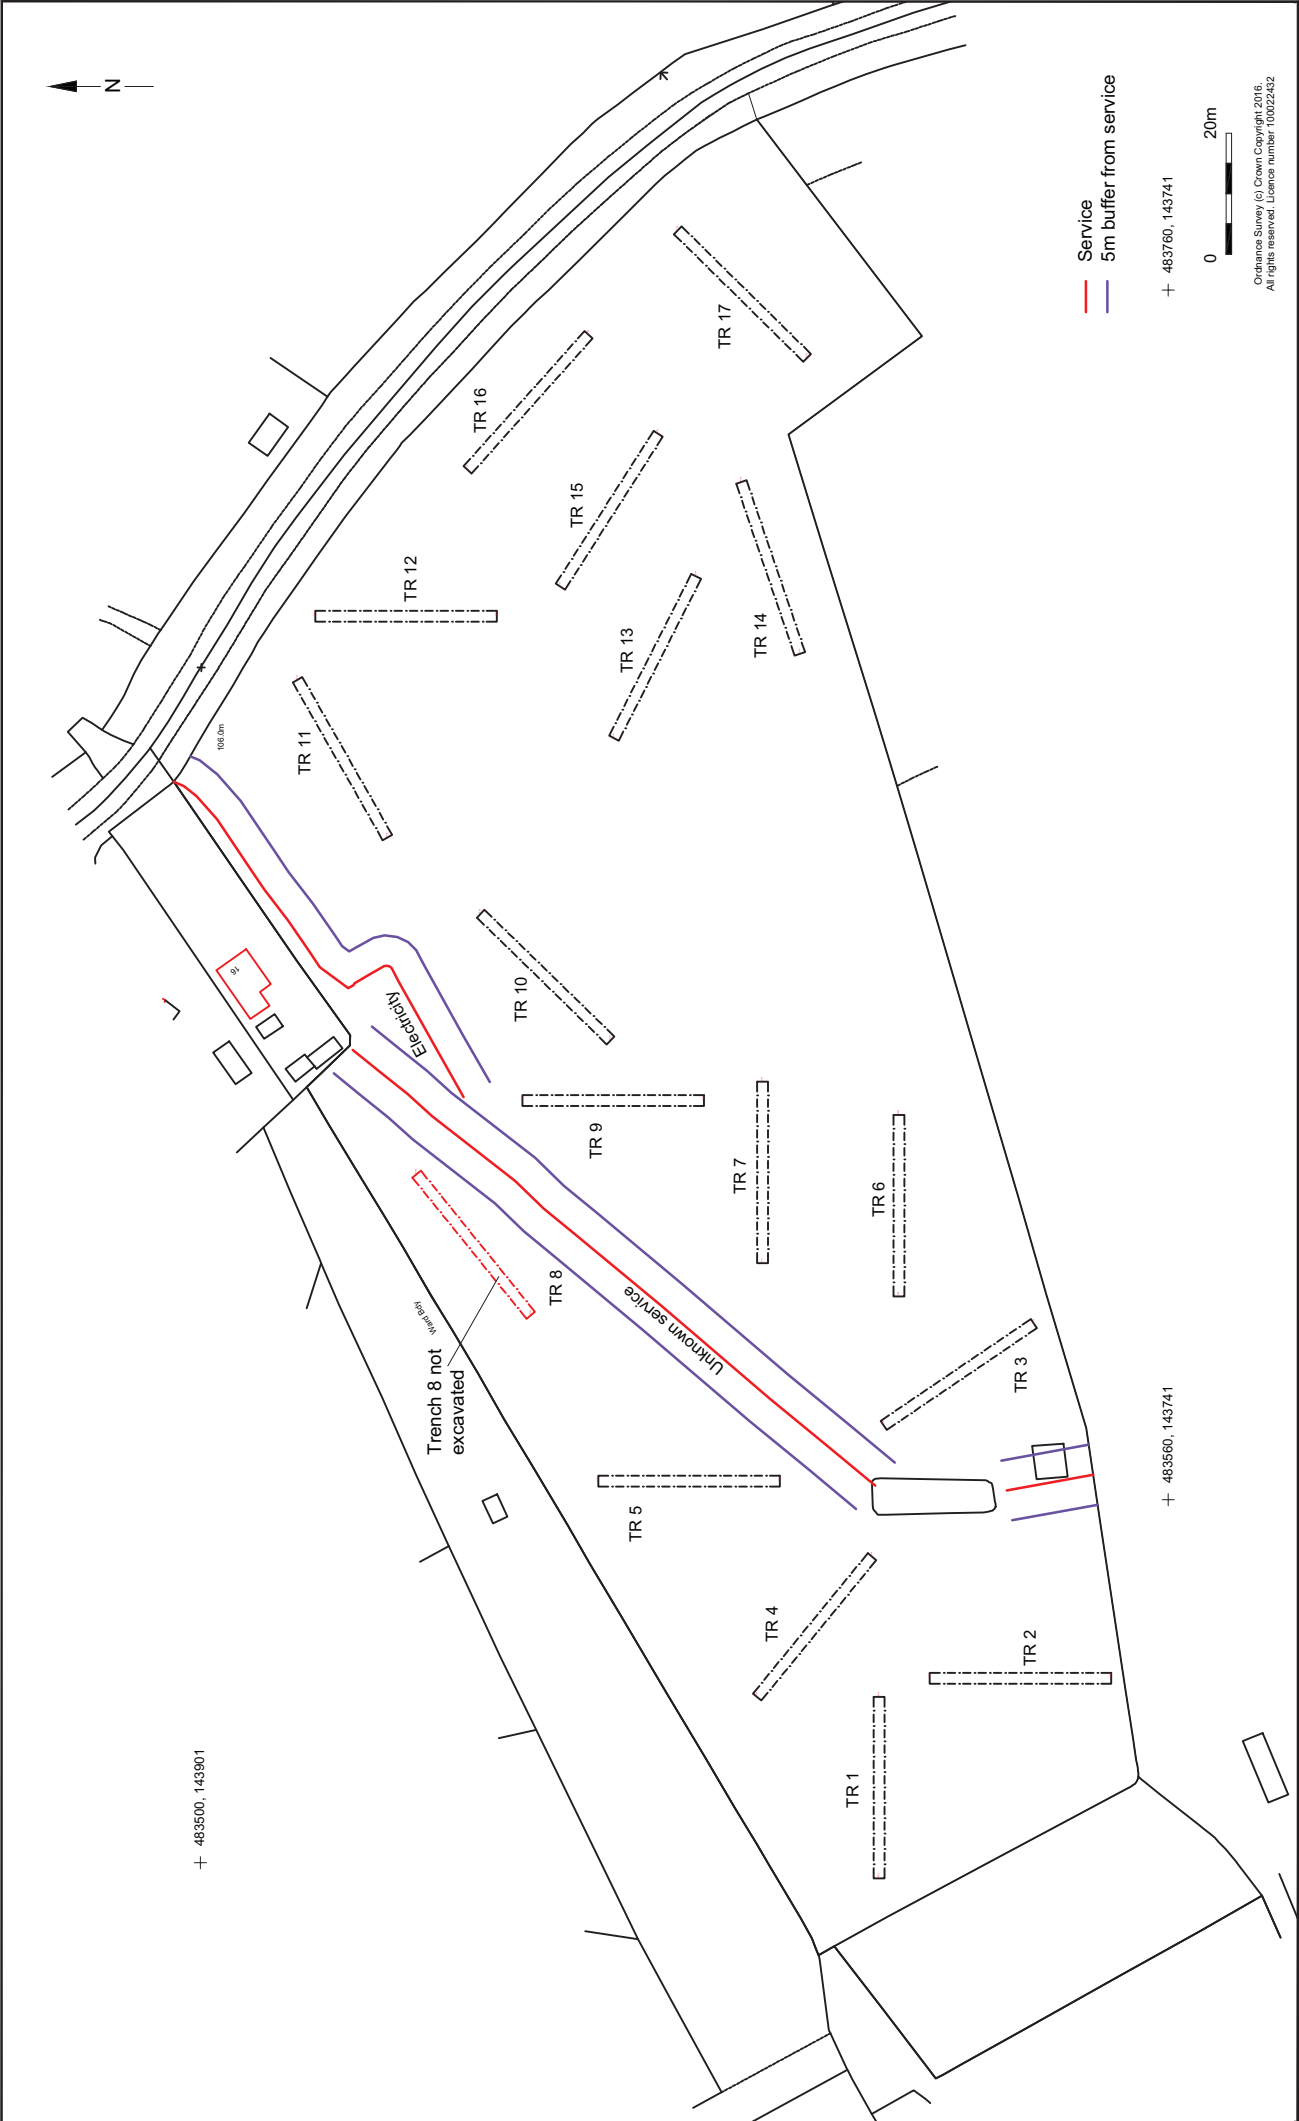 N
Service
5m buffer from service
483760, 143741
0
20m
Ordnance Survey (c) Crown Copyright 2016.
All rights reserved. Licence number 100022432
TR 17
TR 16
TR 15
TR 12
TR 13
TR 14
TR 11
106.0m
16
Electricity
TR 10
TR 9
TR 7
TR 6
TR 8
Unknown service
Ward Bdy
Trench 8 not
excavated
TR 3
TR 5
TR 4
TR 2
TR 1
483560, 143741
483500, 143901